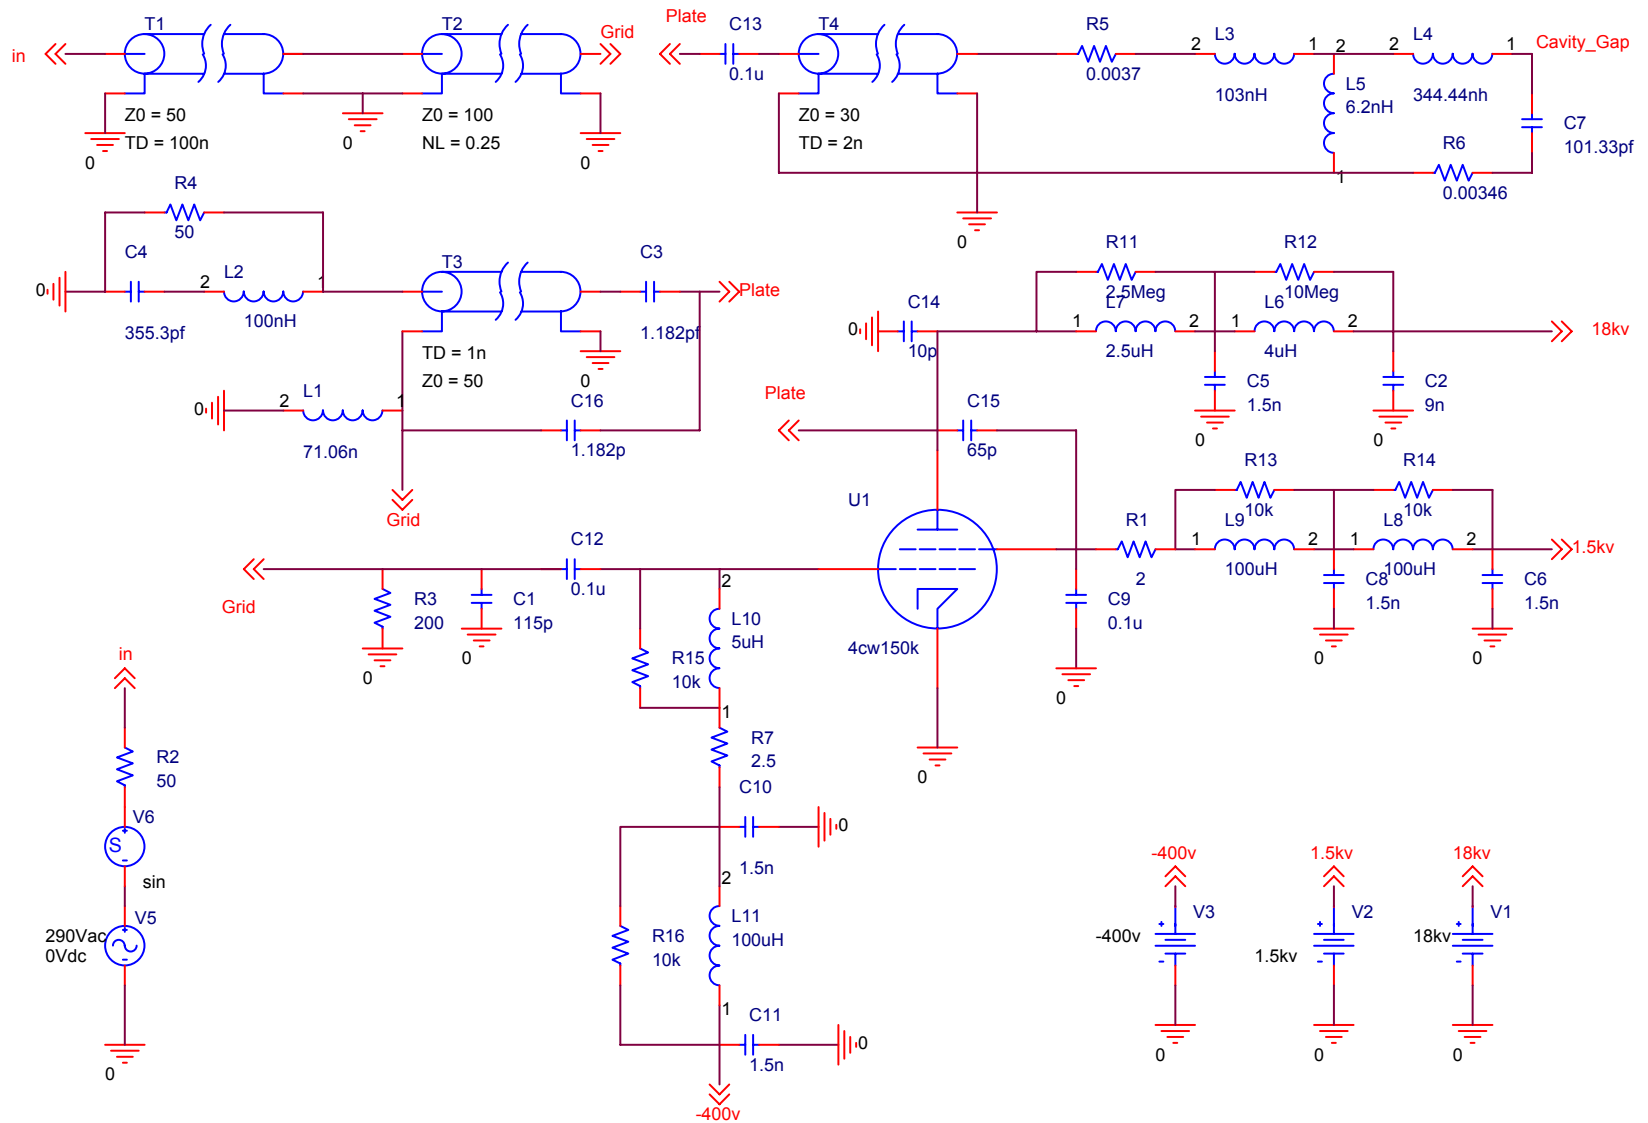 in
T1
T2
Grid
Z0 = 50
TD = 100n
0
0
Z0 = 100
NL = 0.25
0
Plate
C13
0.1u
T4
Z0 = 30
TD = 2n
0
R5
0.0037
2
L3
1
103nH
2
L5
6.2nH
1
2
L4
1
344.44nh
Cavity_Gap
C7
101.33pf
R6
0.00346
R4
50
0
C4
355.3pf
2
L2
1
100nH
T3
TD = 1n
Z0 = 50
0
C3
1.182pf
Plate
0
2
L1
1
71.06n
C16
1.182p
Grid
0
C14
10p
R11
2.5Meg
R12
10Meg
1
L7
2
2.5uH
1
L6
2
4uH
18kv
C5
1.5n
0
C2
9n
0
Plate
C15
65p
U1
4cw150k
0
R1
2
R13
10k
R14
10k
1
L9
2
100uH
1
L8
2
100uH
1.5kv
C9
0.1u
0
C8
1.5n
0
C6
1.5n
0
Grid
C12
0.1u
R3
200
0
C1
115p
0
2
L10
5uH
1
R15
10k
R7
2.5
C10
1.5n
0
2
L11
100uH
1
R16
10k
C11
1.5n
0
-400v
in
R2
50
V6
S
sin
V5
290Vac
0Vdc
0
-400v
V3
-400v
0
1.5kv
V2
1.5kv
0
18kv
V1
18kv
0